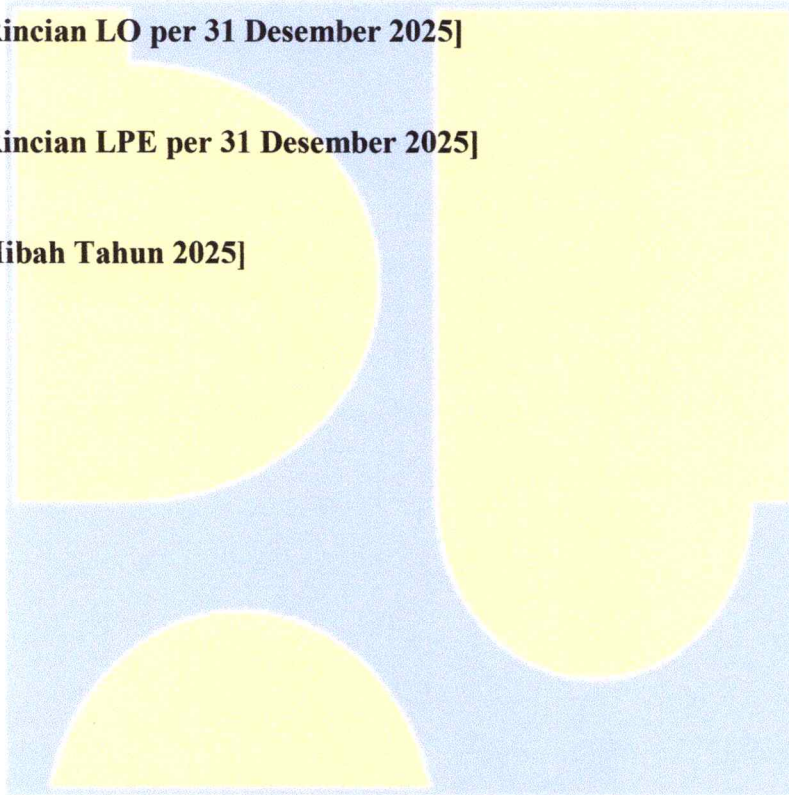 incian LO per 31 Desember 2025]
incian LPE per 31 Desember 2025]
ibah Tahun 2025]